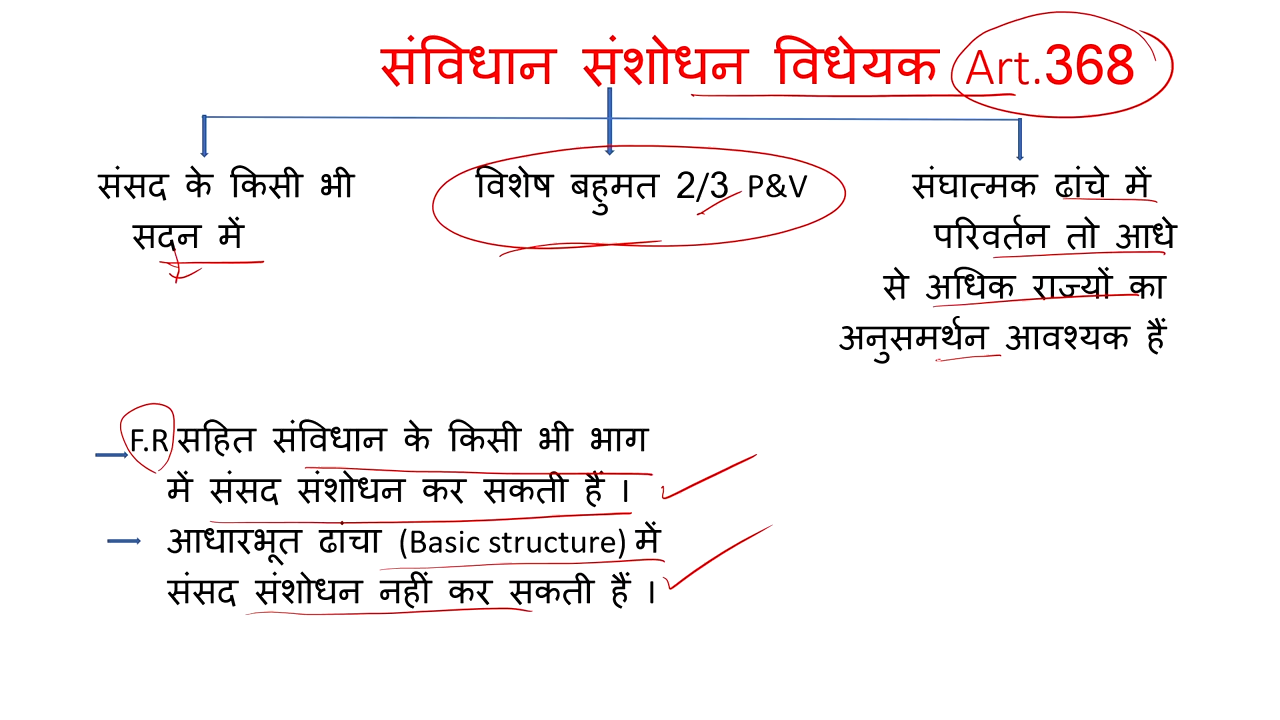 संविधान संशोधन विधेयक Art.368
संसद के किसी भी
सदन में
विशेष बहुमत 2/3 P&V
संघात्मक ढांचे में
परिवर्तन तो आधे
से अधिक राज्यों का
अनुसमर्थन आवश्यक हैं
F.R सहित संविधान के किसी भी भाग
में संसद संशोधन कर सकती हैं ।
आधारभूत ढांचा (Basic structure) में
संसद संशोधन नहीं कर सकती हैं ।